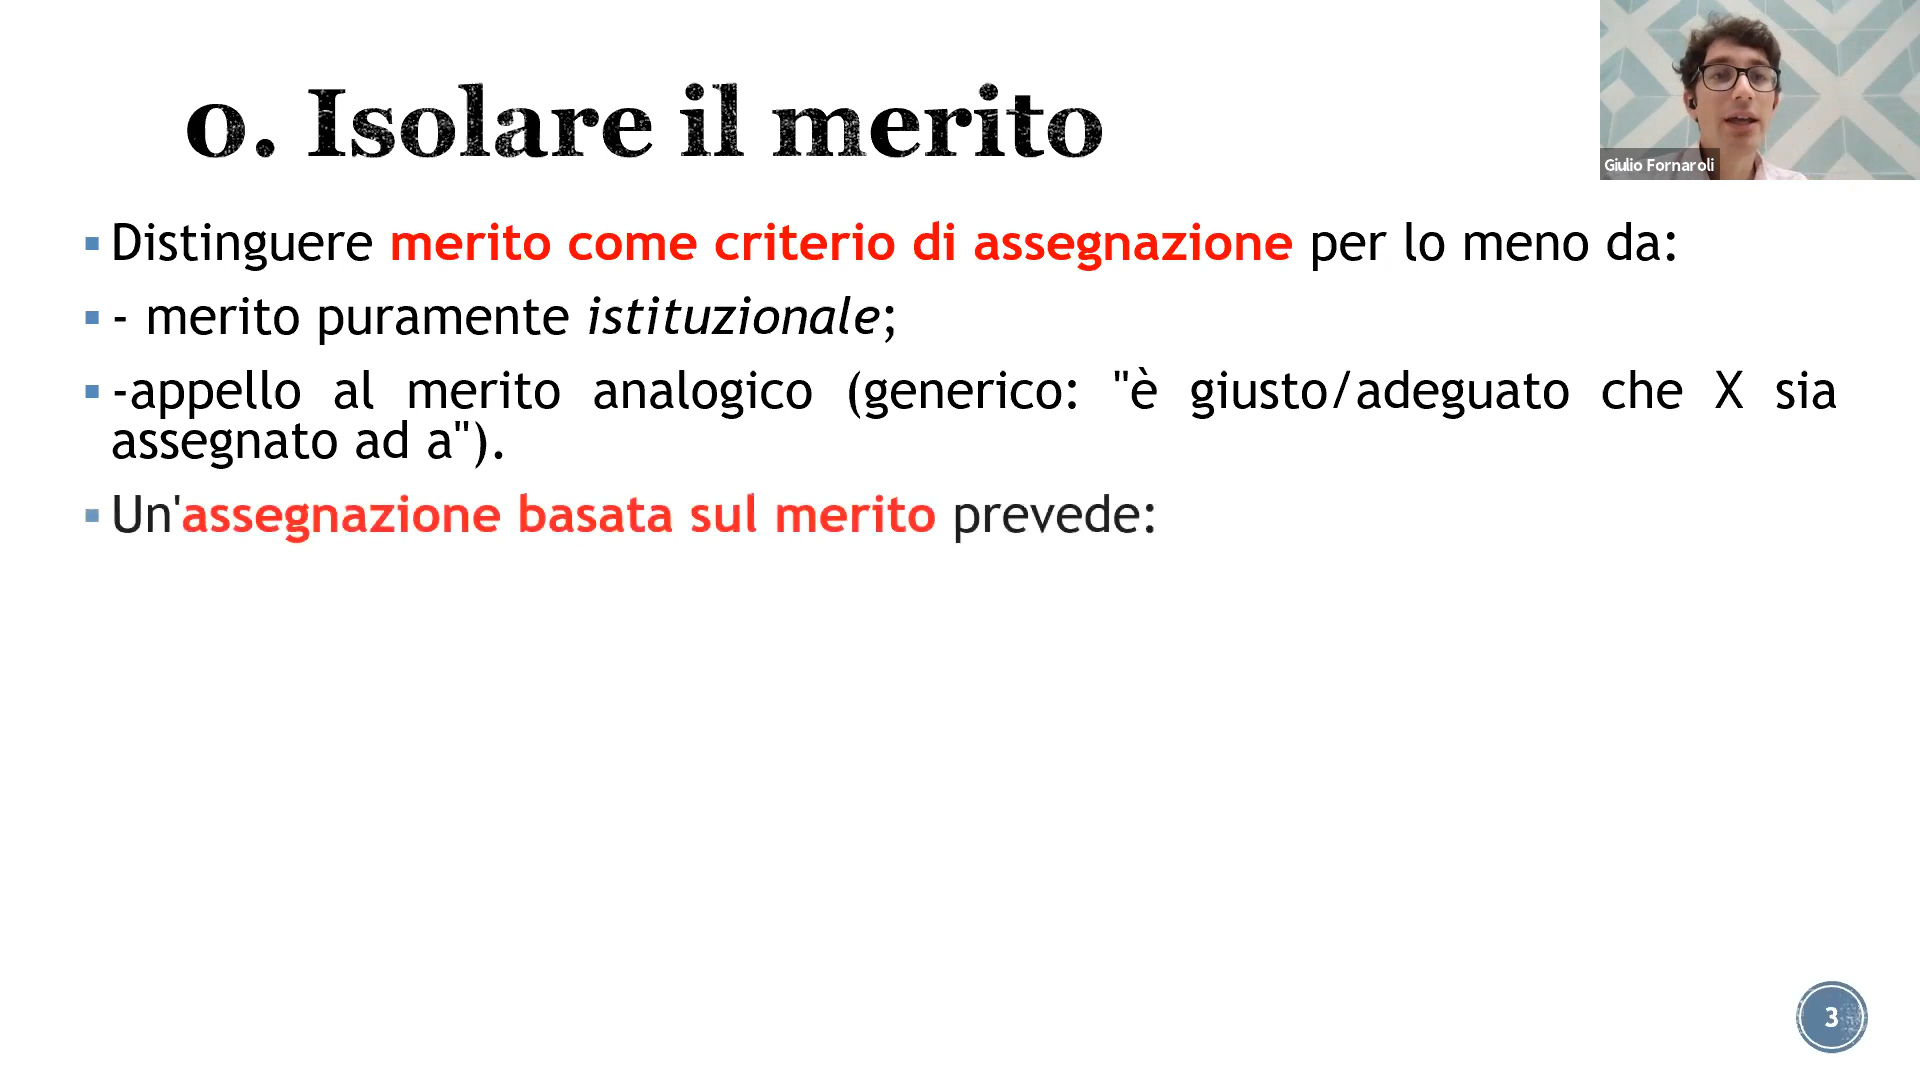 0. Isolare il merito
Giulio Fornaroli
Distinguere merito come criterio di assegnazione per lo meno da:
- merito puramente istituzionale;
-appello al merito analogico (generico: "è giusto/adeguato che X sia
assegnato ad a").
Un'assegnazione basata sul merito prevede:
3